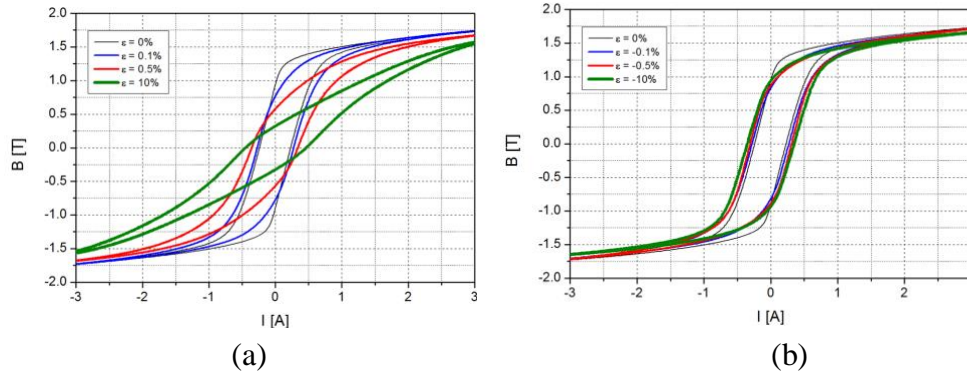 2.0
1.5
1.0
0.5
0.0
-0.5
-1.0
-1.5
-2.0
B [T]
ε = 0%
ε = 0.1%
ε = 0.5%
ε = 10%
-3 -2 -1 0 1 2 3
I [A]
(a)
2.0
1.5
1.0
0.5
0.0
-0.5
-1.0
-1.5
-2.0
B [T]
ε = 0%
ε = -0.1%
ε = -0.5%
ε = -10%
-3 -2 -1 0 1 2
I [A]
(b)